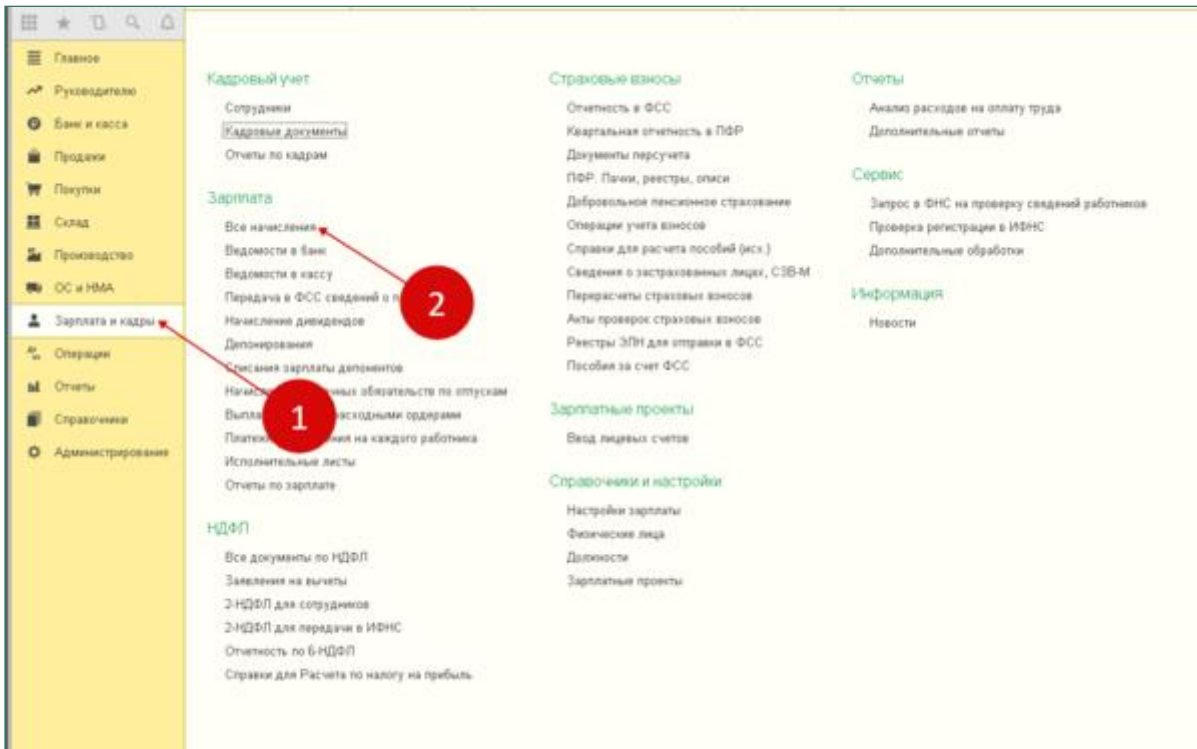 Главное
Руководителю
Банк и касса
Продажи
Покупки
Склад
Производство
ОС и НМА
Зарплата и кадры
Операции
Отчеты
Справочники
Администрирование
Кадровый учет
Сотрудники
Кадровые документы
Отчеты по кадрам
Зарплата
Все начисления
Ведомости в банк
Ведомости в кассу
Передача в ФСС сведений о
Начисление дивидендов
Депонирования
Списания зарплаты депонентов
обязательств по отпускам
ордерами
на каждого работника
Исполнительные листы
Отчеты по зарплате
НДФЛ
Все документы по НДФЛ
Заявления на вычеты
2-НДФЛ для сотрудников
2-НДФЛ для передачи в ИФНС
Отчетность по 6-НДФЛ
Справки для Расчета по налогу на прибыль
Страховые взносы
Отчетность в ФСС
Квартальная отчетность в ПФР
Документы персучета
ПФР. Пачки, реестры, описи
Добровольное пенсионное страхование
Операции учета взносов
Справки для расчета пособий (исх.)
Сведения о застрахованных лицах, СЗВ-М
Перерасчеты страховых взносов
Акты проверок страховых взносов
Реестры ЭЛН для отправки в ФСС
Пособия за счет ФСС
Зарплатные проекты
Ввод лицевых счетов
Справочники и настройки
Настройки зарплаты
Физические лица
Должности
Зарплатные проекты
Отчеты
Анализ расходов на оплату труда
Дополнительные отчеты
Сервис
Запрос в ФНС на проверку сведений работников
Проверка регистрации в ИФНС
Дополнительные обработки
Информация
Новости
1
2